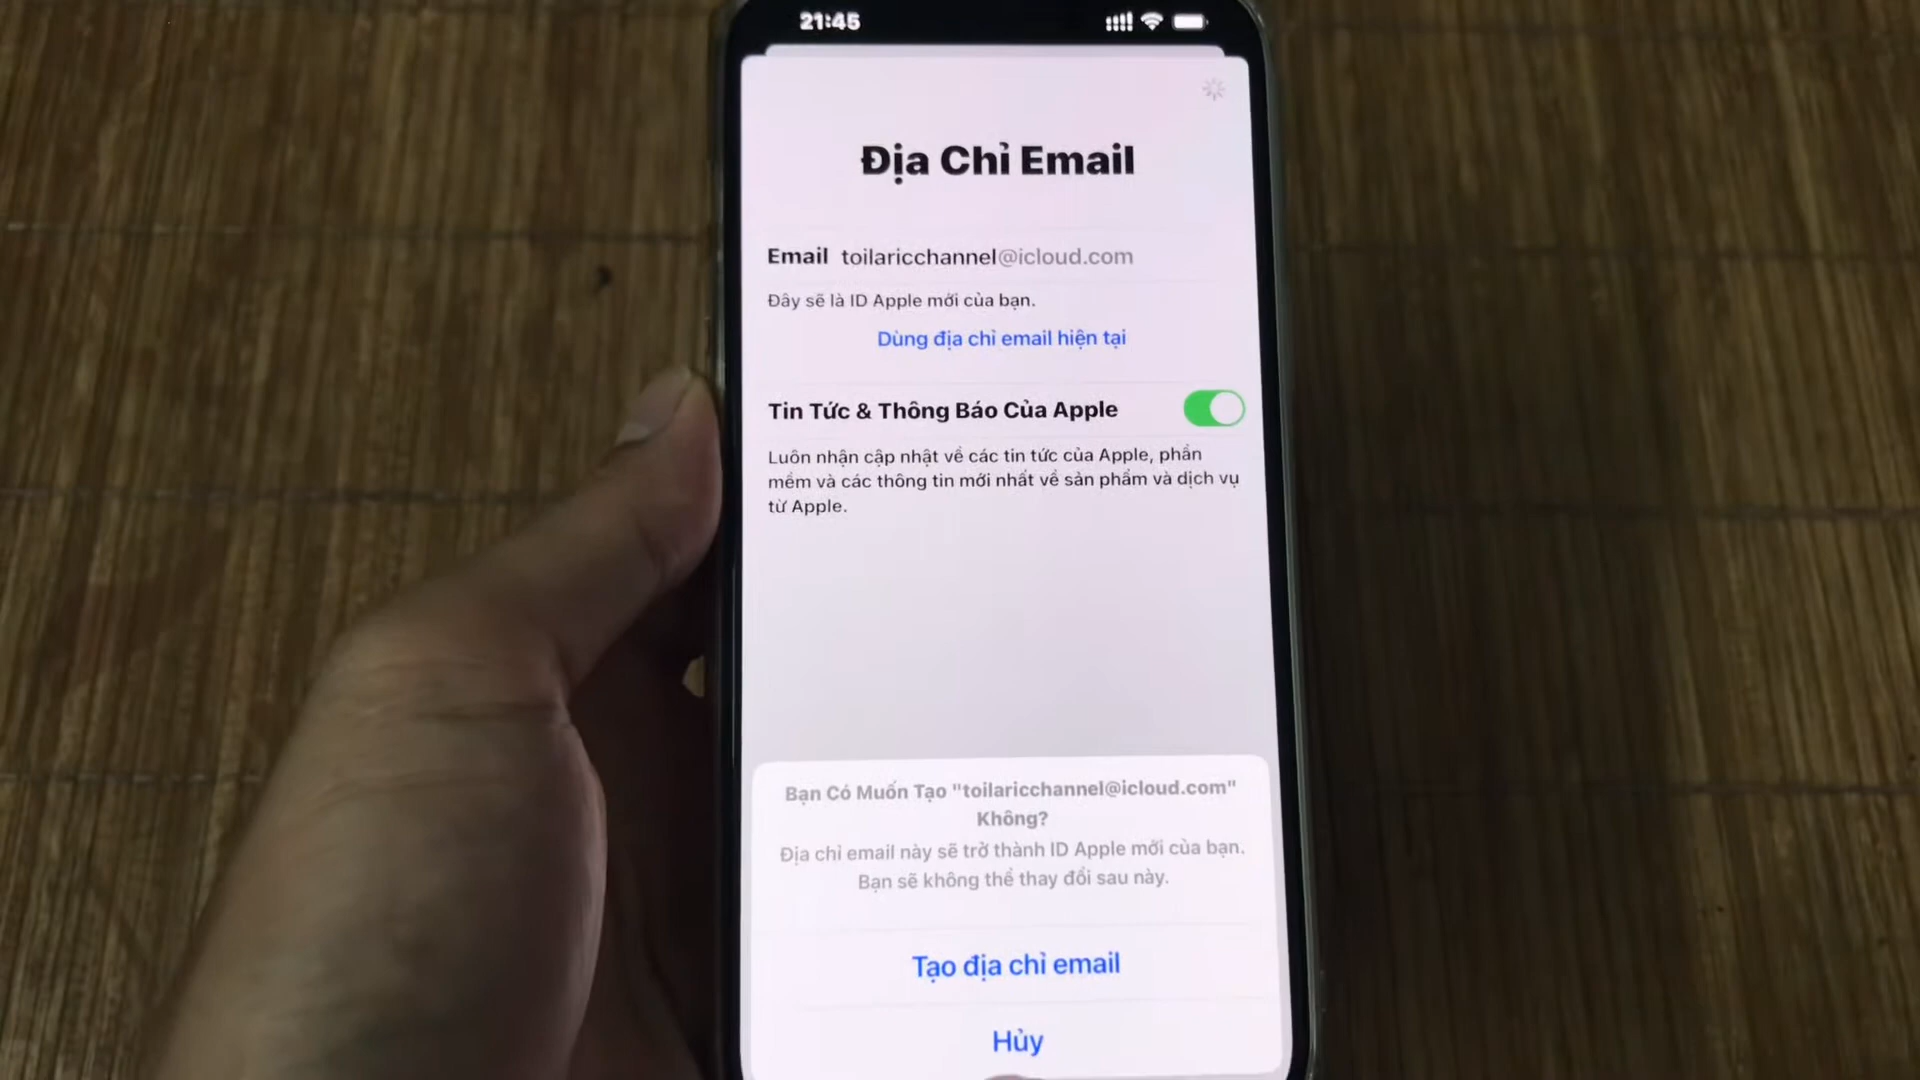 21:45
Địa Chỉ Email
Email toilaricchannel@icloud.com
Đây sẽ là ID Apple mới của bạn.
Dùng địa chỉ email hiện tại
Tin Tức & Thông Báo Của Apple
Luôn nhận cập nhật về các tin tức của Apple, phần
mềm và các thông tin mới nhất về sản phẩm và dịch vụ
từ Apple.
Bạn Có Muốn Tạo "toilaricchannel@icloud.com"
Không?
Địa chỉ email này sẽ trở thành ID Apple mới của bạn.
Bạn sẽ không thể thay đổi sau này.
Tạo địa chỉ email
Hủy